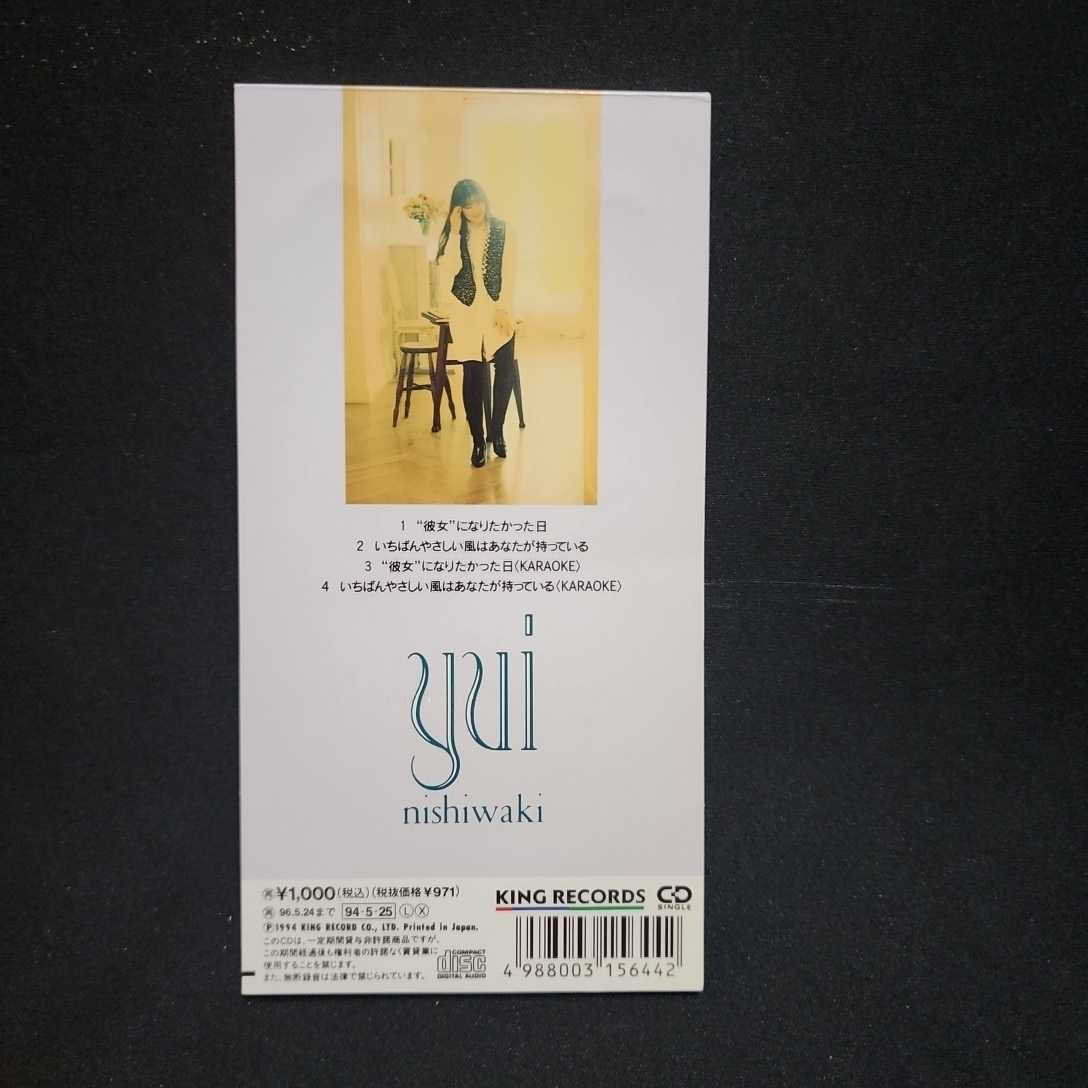 1 “彼女”になりたかった日
2 いちばんやさしい風はあなたが持っている
3 “彼女”になりたかった日(KARAOKE)
4 いちばんやさしい風はあなたが持っている(KARAOKE)
yui
nishiwaki
再¥1,000(税込)(税抜価格¥971)
再96.5.24まで 94・5・25 Ⓛ Ⓧ
Ⓟ1994 KING RECORD CO., LTD. Printed in Japan.
このCDは、一定期間貸与非許諾商品ですが、
この期間経過後も権利者の許諾なく賃貸業に
使用することを禁じます。
また、無断録音は法律で禁じられています。
COMPACT
disc
DIGITAL AUDIO
KING RECORDS
CD
SINGLE
4 988003 156442